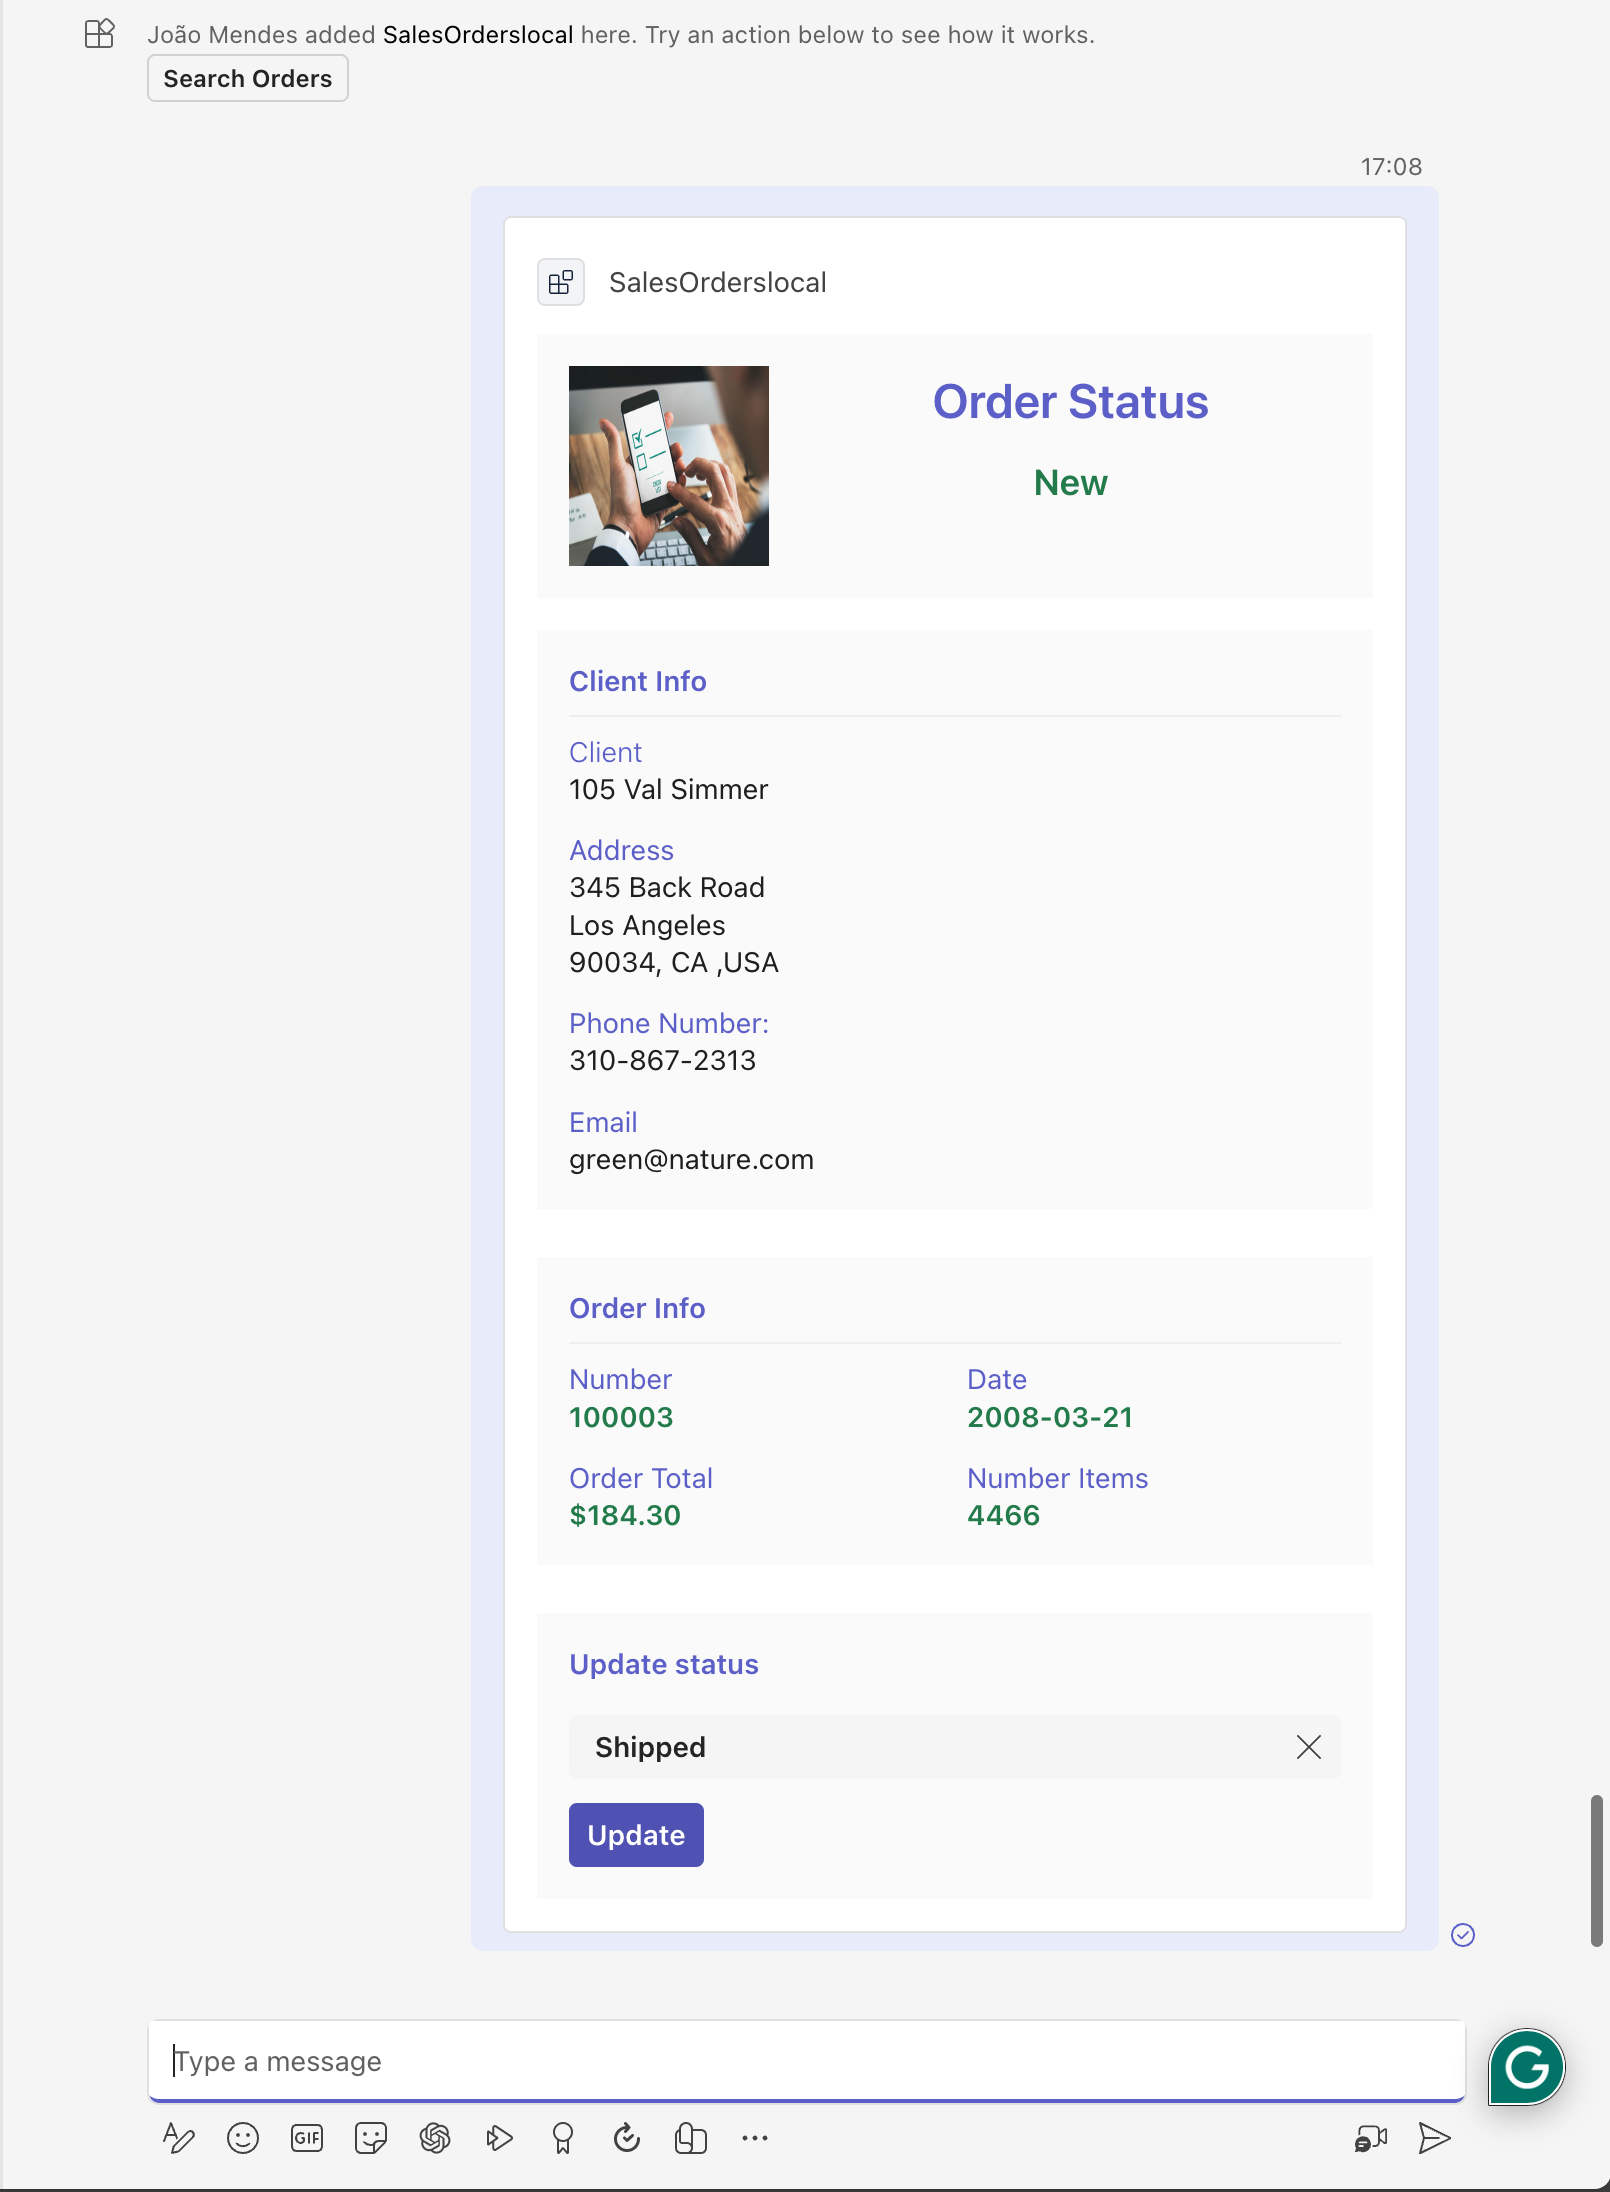 João Mendes added SalesOrderslocal here. Try an action below to see how it works.
Search Orders
17:08
SalesOrderslocal
Order Status
New
Client Info
Client
105 Val Simmer
Address
345 Back Road
Los Angeles
90034, CA ,USA
Phone Number:
310-867-2313
Email
green@nature.com
Order Info
Number
100003
Date
2008-03-21
Order Total
$184.30
Number Items
4466
Update status
Shipped
Update
Type a message
GIF